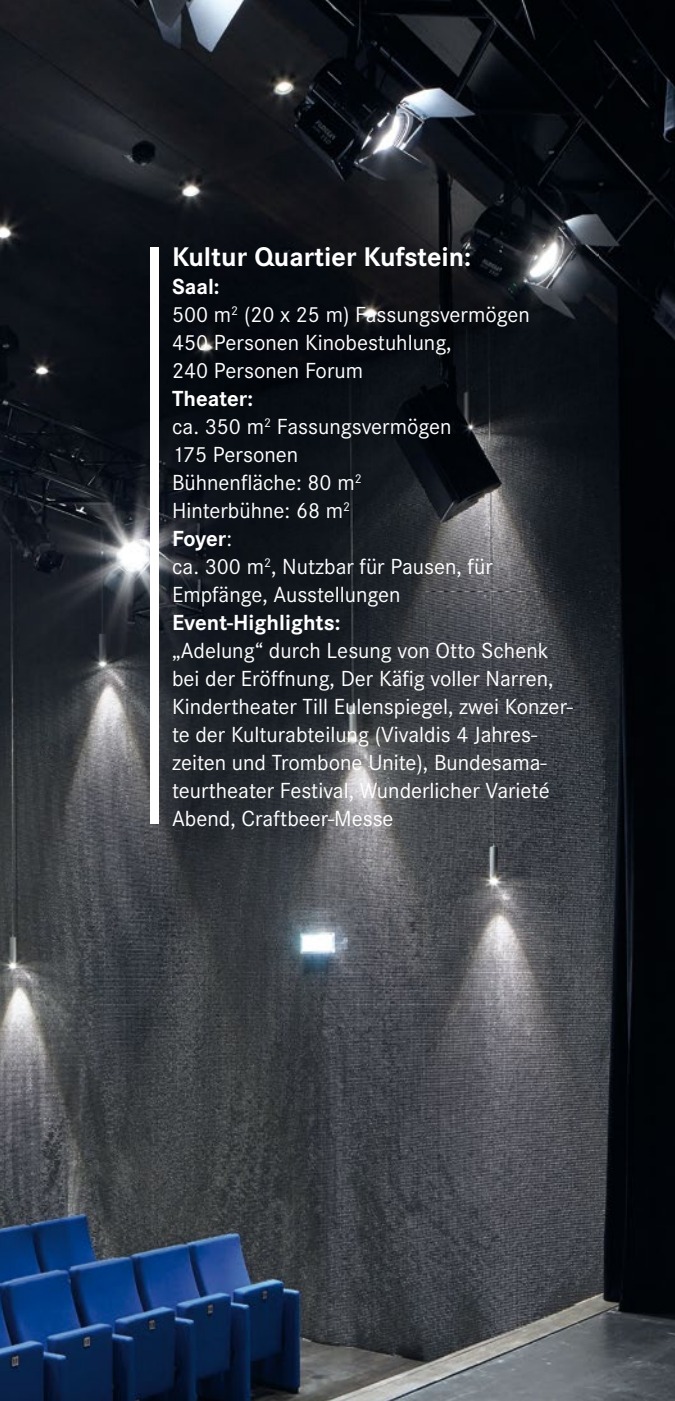 Kultur Quartier Kufstein:
Saal:
500 m² (20 x 25 m) Fassungsvermögen
450 Personen Kinobestuhlung,
240 Personen Forum
Theater:
ca. 350 m² Fassungsvermögen
175 Personen
Bühnenfläche: 80 m²
Hinterbühne: 68 m²
Foyer:
ca. 300 m², Nutzbar für Pausen, für
Empfänge, Ausstellungen
Event-Highlights:
„Adelung“ durch Lesung von Otto Schenk
bei der Eröffnung, Der Käfig voller Narren,
Kindertheater Till Eulenspiegel, zwei Konzer-
te der Kulturabteilung (Vivaldis 4 Jahres-
zeiten und Trombone Unite), Bundesama-
teurtheater Festival, Wunderlicher Varieté
Abend, Craftbeer-Messe